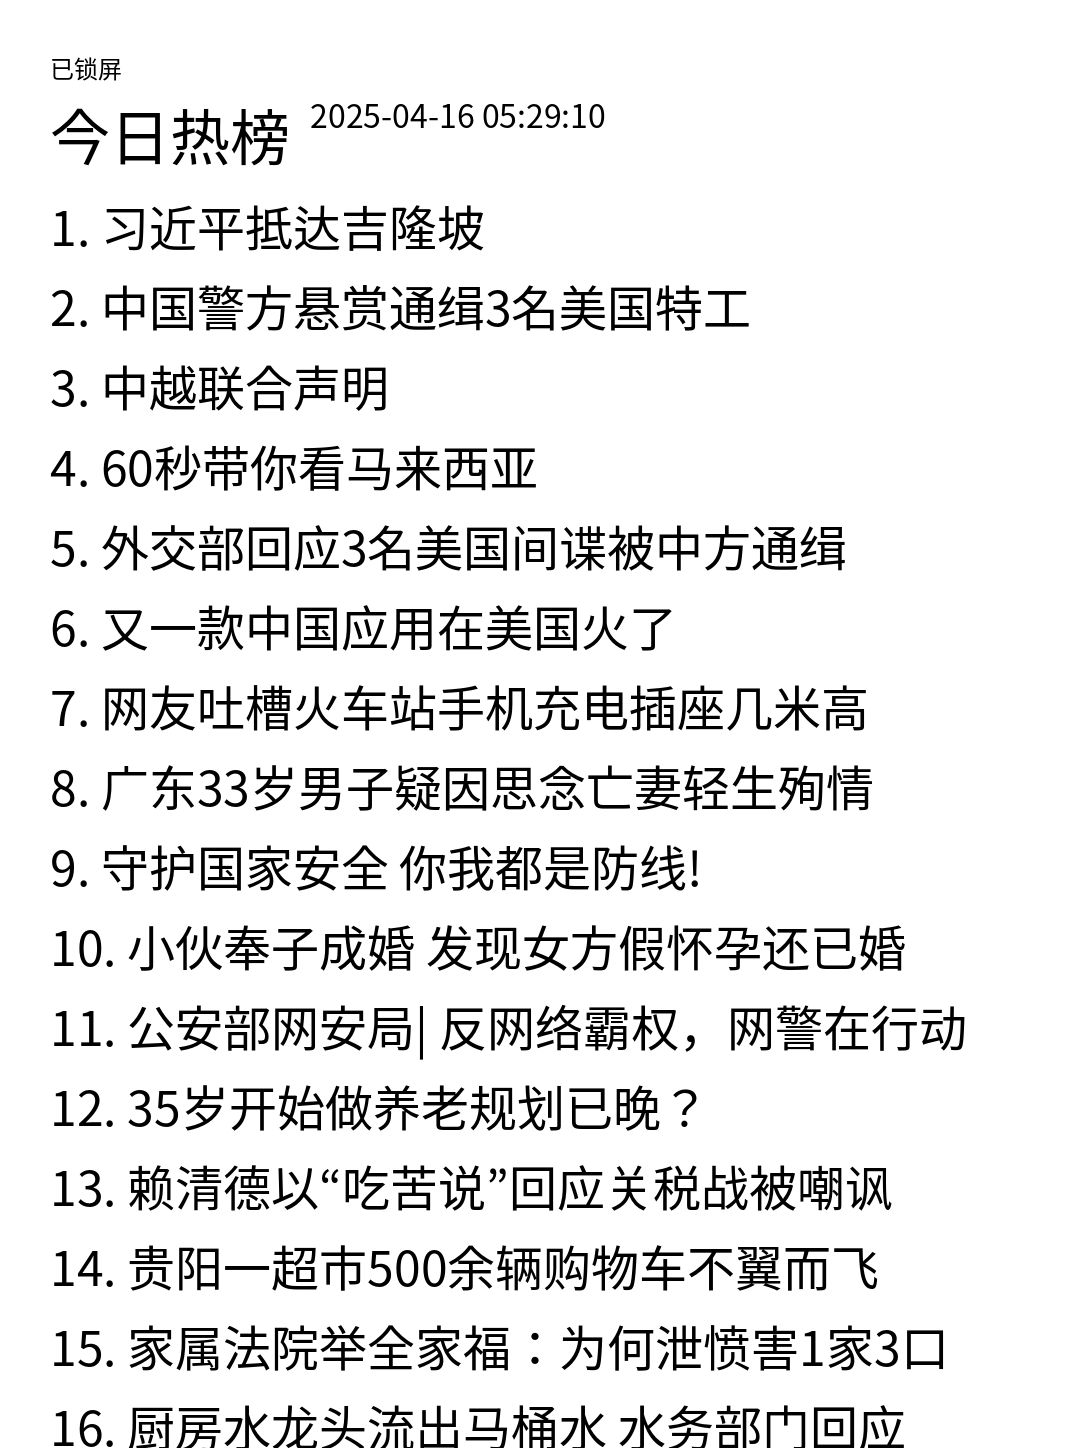 已锁屏
今日热榜 2025-04-16 05:29:10
1. 习近平抵达吉隆坡
2. 中国警方悬赏通缉3名美国特工
3. 中越联合声明
4. 60秒带你看马来西亚
5. 外交部回应3名美国间谍被中方通缉
6. 又一款中国应用在美国火了
7. 网友吐槽火车站手机充电插座几米高
8. 广东33岁男子疑因思念亡妻轻生殉情
9. 守护国家安全 你我都是防线!
10. 小伙奉子成婚 发现女方假怀孕还已婚
11. 公安部网安局| 反网络霸权，网警在行动
12. 35岁开始做养老规划已晚？
13. 赖清德以“吃苦说”回应关税战被嘲讽
14. 贵阳一超市500余辆购物车不翼而飞
15. 家属法院举全家福：为何泄愤害1家3口
16. 厨房水龙头流出马桶水 水务部门回应